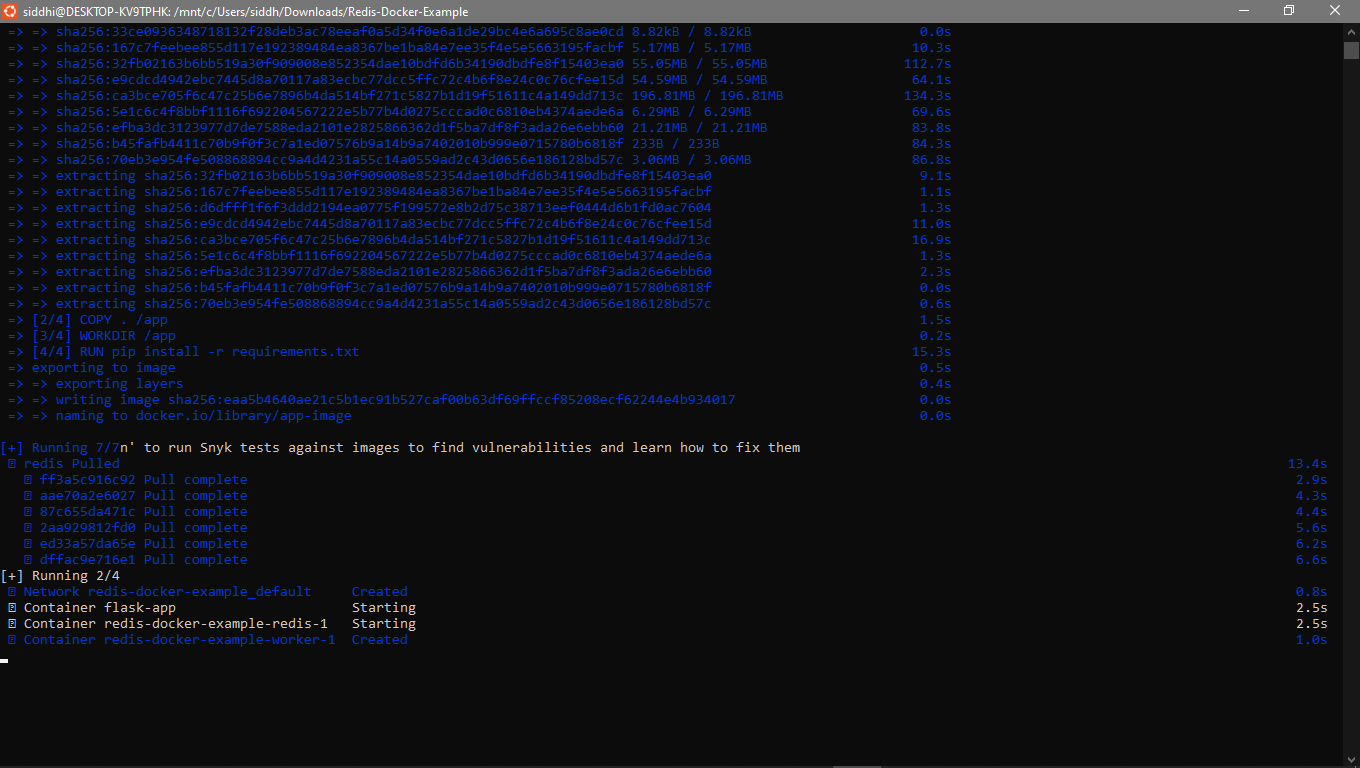 siddhi@DESKTOP-KV9TPHK: /mnt/c/Users/siddh/Downloads/Redis-Docker-Example
=> => sha256:33ce0936348718132f28deb3ac78eeaf0a5d34f0e6a1de29bc4e6a695c8ae0cd 8.82kB / 8.82kB 0.0s
=> => sha256:167c7feebee855d117e192389484ea8367be1ba84e7ee35f4e5e5663195facbf 5.17MB / 5.17MB 10.3s
=> => sha256:32fb02163b6bb519a30f909008e852354dae10bdfd6b34190dbdfe8f15403ea0 55.05MB / 55.05MB 112.7s
=> => sha256:e9cdcd4942ebc7445d8a70117a83ecbc77dcc5ffc72c4b6f8e24c0c76cfee15d 54.59MB / 54.59MB 64.1s
=> => sha256:ca3bce705f6c47c25b6e7896b4da514bf271c5827b1d19f51611c4a149dd713c 196.81MB / 196.81MB 134.3s
=> => sha256:5e1c6c4f8bbf1116f692204567222e5b77b4d0275cccad0c6810eb4374aede6a 6.29MB / 6.29MB 69.6s
=> => sha256:efba3dc3123977d7de7588eda2101e2825866362d1f5ba7df8f3ada26e6ebb60 21.21MB / 21.21MB 83.8s
=> => sha256:b45fafb4411c70b9f0f3c7a1ed07576b9a14b9a7402010b999e0715780b6818f 233B / 233B 84.3s
=> => sha256:70eb3e954fe508868894cc9a4d4231a55c14a0559ad2c43d0656e186128bd57c 3.06MB / 3.06MB 86.8s
=> => extracting sha256:32fb02163b6bb519a30f909008e852354dae10bdfd6b34190dbdfe8f15403ea0 9.1s
=> => extracting sha256:167c7feebee855d117e192389484ea8367be1ba84e7ee35f4e5e5663195facbf 1.1s
=> => extracting sha256:d6dfff1f6f3ddd2194ea0775f199572e8b2d75c38713eef0444d6b1fd0ac7604 1.3s
=> => extracting sha256:e9cdcd4942ebc7445d8a70117a83ecbc77dcc5ffc72c4b6f8e24c0c76cfee15d 11.0s
=> => extracting sha256:ca3bce705f6c47c25b6e7896b4da514bf271c5827b1d19f51611c4a149dd713c 16.9s
=> => extracting sha256:5e1c6c4f8bbf1116f692204567222e5b77b4d0275cccad0c6810eb4374aede6a 1.3s
=> => extracting sha256:efba3dc3123977d7de7588eda2101e2825866362d1f5ba7df8f3ada26e6ebb60 2.3s
=> => extracting sha256:b45fafb4411c70b9f0f3c7a1ed07576b9a14b9a7402010b999e0715780b6818f 0.0s
=> => extracting sha256:70eb3e954fe508868894cc9a4d4231a55c14a0559ad2c43d0656e186128bd57c 0.6s
=> [2/4] COPY . /app 1.5s
=> [3/4] WORKDIR /app 0.2s
=> [4/4] RUN pip install -r requirements.txt 15.3s
=> exporting to image 0.5s
=> => exporting layers 0.4s
=> => writing image sha256:eaa5b4640ae21c5b1ec91b527caf00b63df69ffccf85208ecf62244e4b934017 0.0s
=> => naming to docker.io/library/app-image 0.0s
[+] Running 7/7n' to run Snyk tests against images to find vulnerabilities and learn how to fix them
redis Pulled 13.4s
ff3a5c916c92 Pull complete 2.9s
aae70a2e6027 Pull complete 4.3s
87c655da471c Pull complete 4.4s
2aa929812fd0 Pull complete 5.6s
ed33a57da65e Pull complete 6.2s
dffac9e716e1 Pull complete 6.6s
[+] Running 2/4
Network redis-docker-example_default Created 0.8s
Container flask-app Starting 2.5s
Container redis-docker-example-redis-1 Starting 2.5s
Container redis-docker-example-worker-1 Created 1.0s